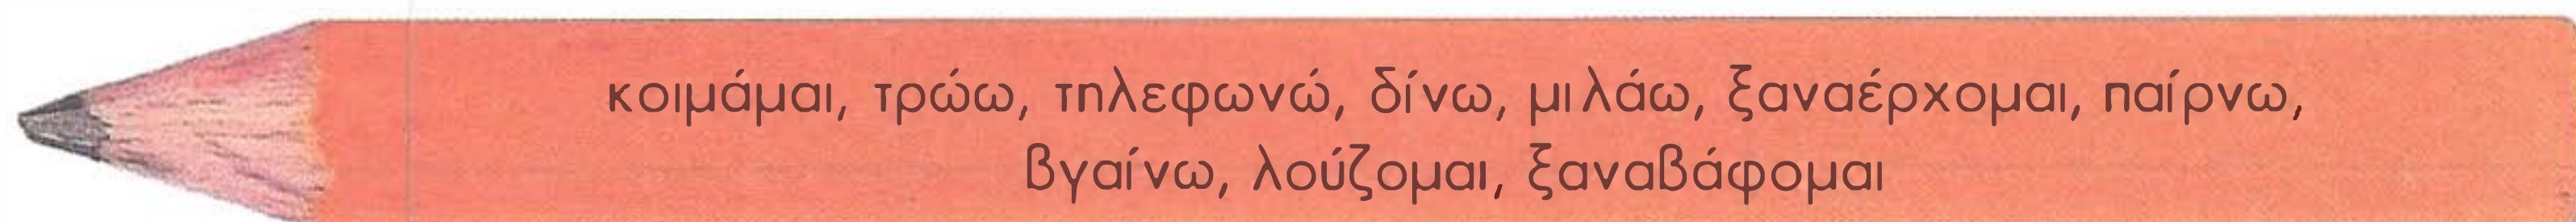 κοιμάμαι, τρώω, τηλεφωνώ, δίνω, μιλάω, ξαναέρχομαι, παίρνω,
βγαίνω, λούζομαι, ξαναβάφομαι